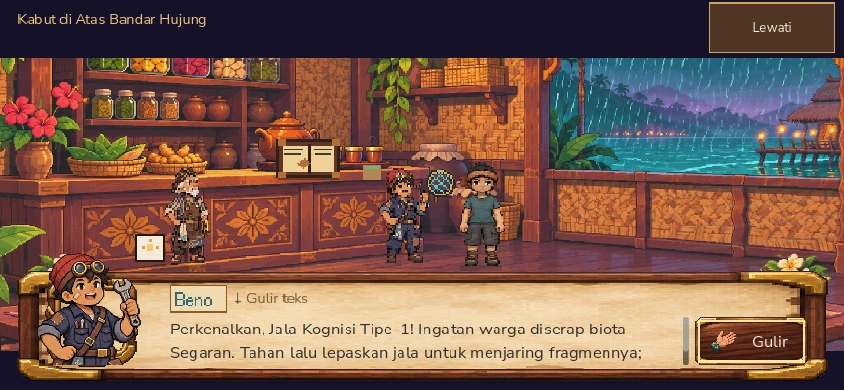 Kabut di Atas Bandar Hujung
Lewati
Beno
↓ Gulir teks
Perkenalkan, Jala Kognisi Tipe-1! Ingatan warga diserap biota
Segaran. Tahan lalu lepaskan jala untuk menjaring fragmennya;
Gulir